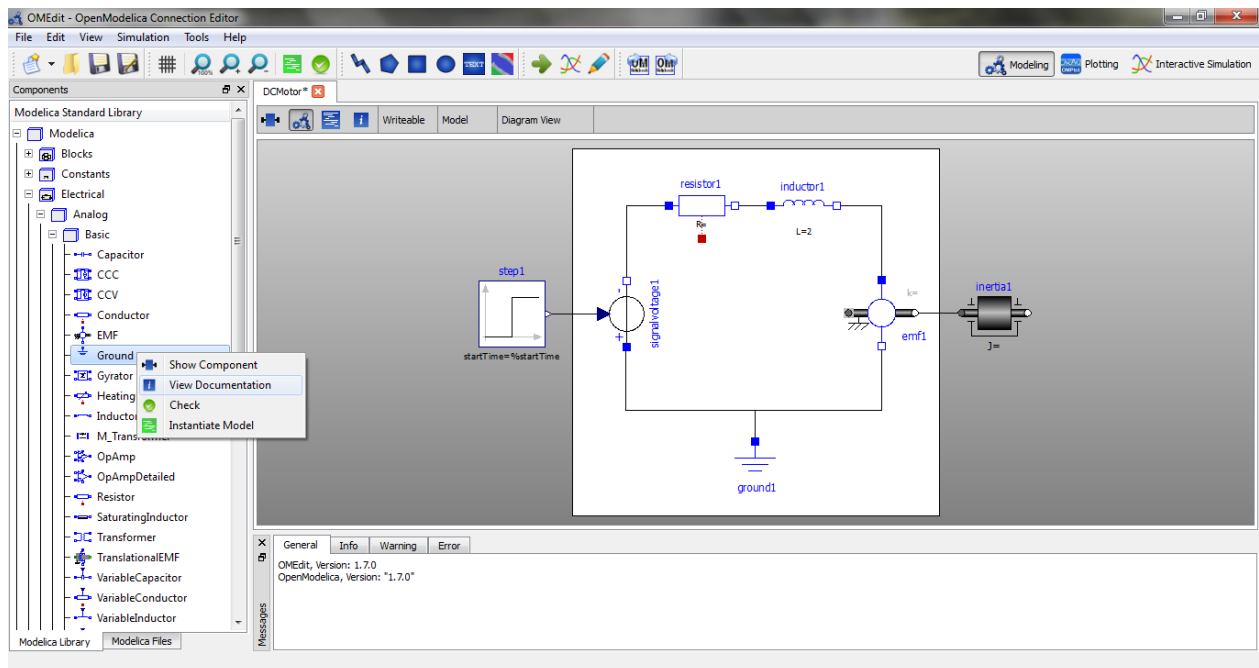 OMEdit - OpenModelica Connection Editor
File Edit View Simulation Tools Help
100%
TEXT
OM
OM
Modeling
Plotting
Interactive Simulation
Components
DCMotor*
Modelica Standard Library
Writeable
Model
Diagram View
Modelica
Blocks
Constants
Electrical
Analog
Basic
Capacitor
CCC
CCV
Conductor
EMF
Ground
Gyrator
Heating
Inductor
M_Transformer
OpAmp
OpAmpDetailed
Resistor
SaturatingInductor
Transformer
TranslationalEMF
VariableCapacitor
VariableConductor
VariableInductor
Modelica Library
Modelica Files
Show Component
View Documentation
Check
Instantiate Model
resistor1
R=
inductor1
L=2
step1
startTime=%startTime
-
+
signalvoltage1
k=
emf1
inertia1
J=
ground1
General
Info
Warning
Error
OMEdit, Version: 1.7.0
OpenModelica, Version: "1.7.0"
Messages